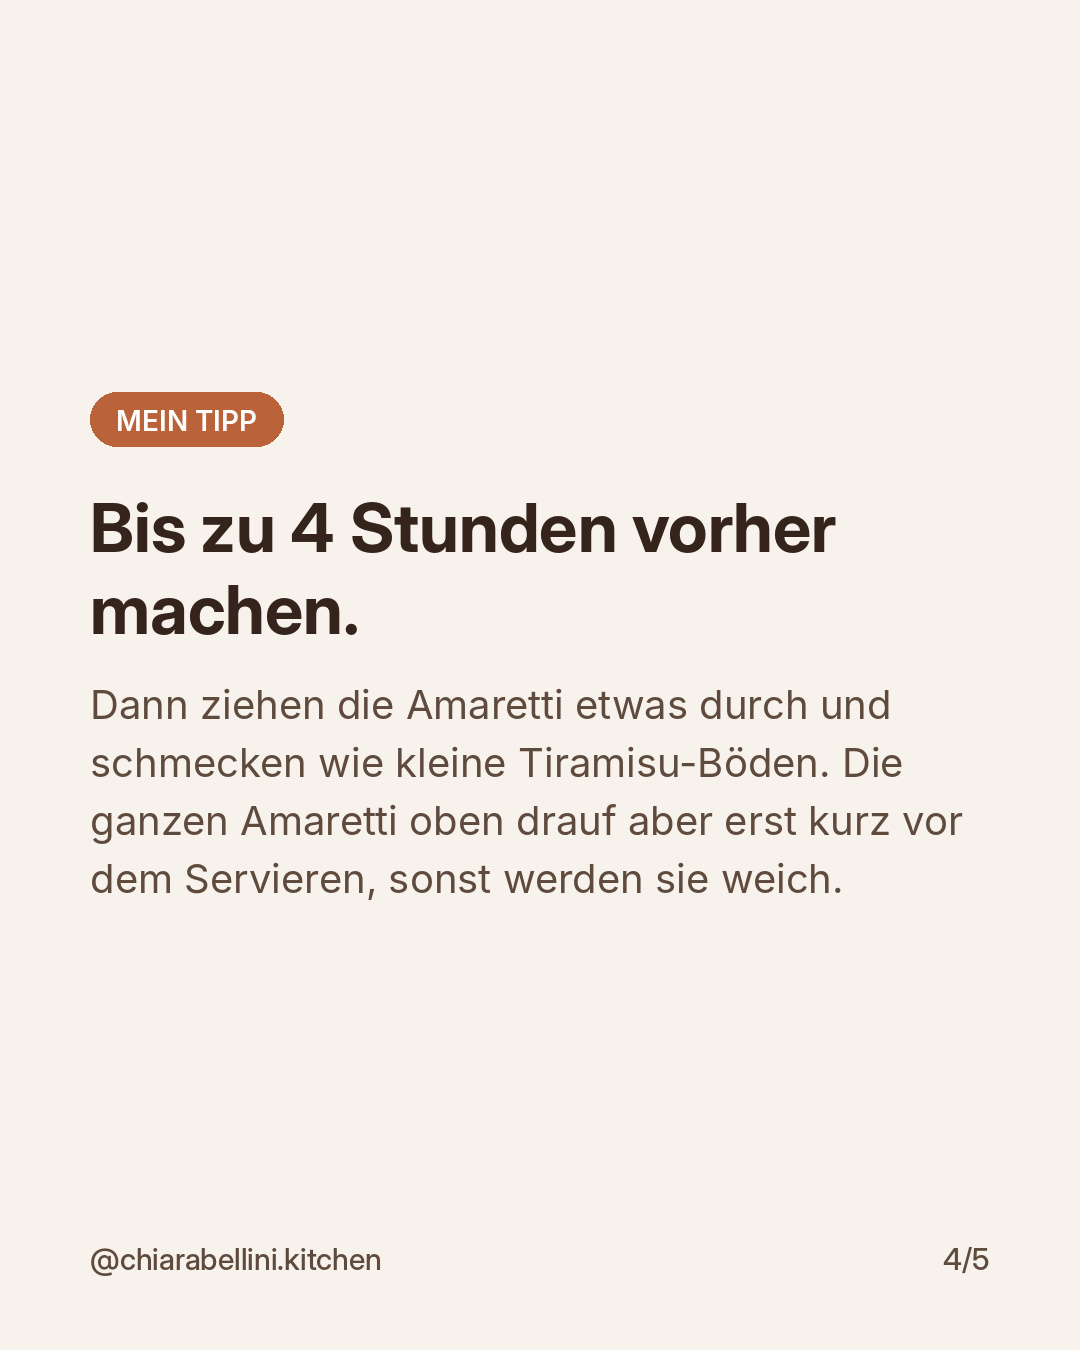 MEIN TIPP
Bis zu 4 Stunden vorher
machen.
Dann ziehen die Amaretti etwas durch und
schmecken wie kleine Tiramisu-Böden. Die
ganzen Amaretti oben drauf aber erst kurz vor
dem Servieren, sonst werden sie weich.
@chiarabellini.kitchen
4/5